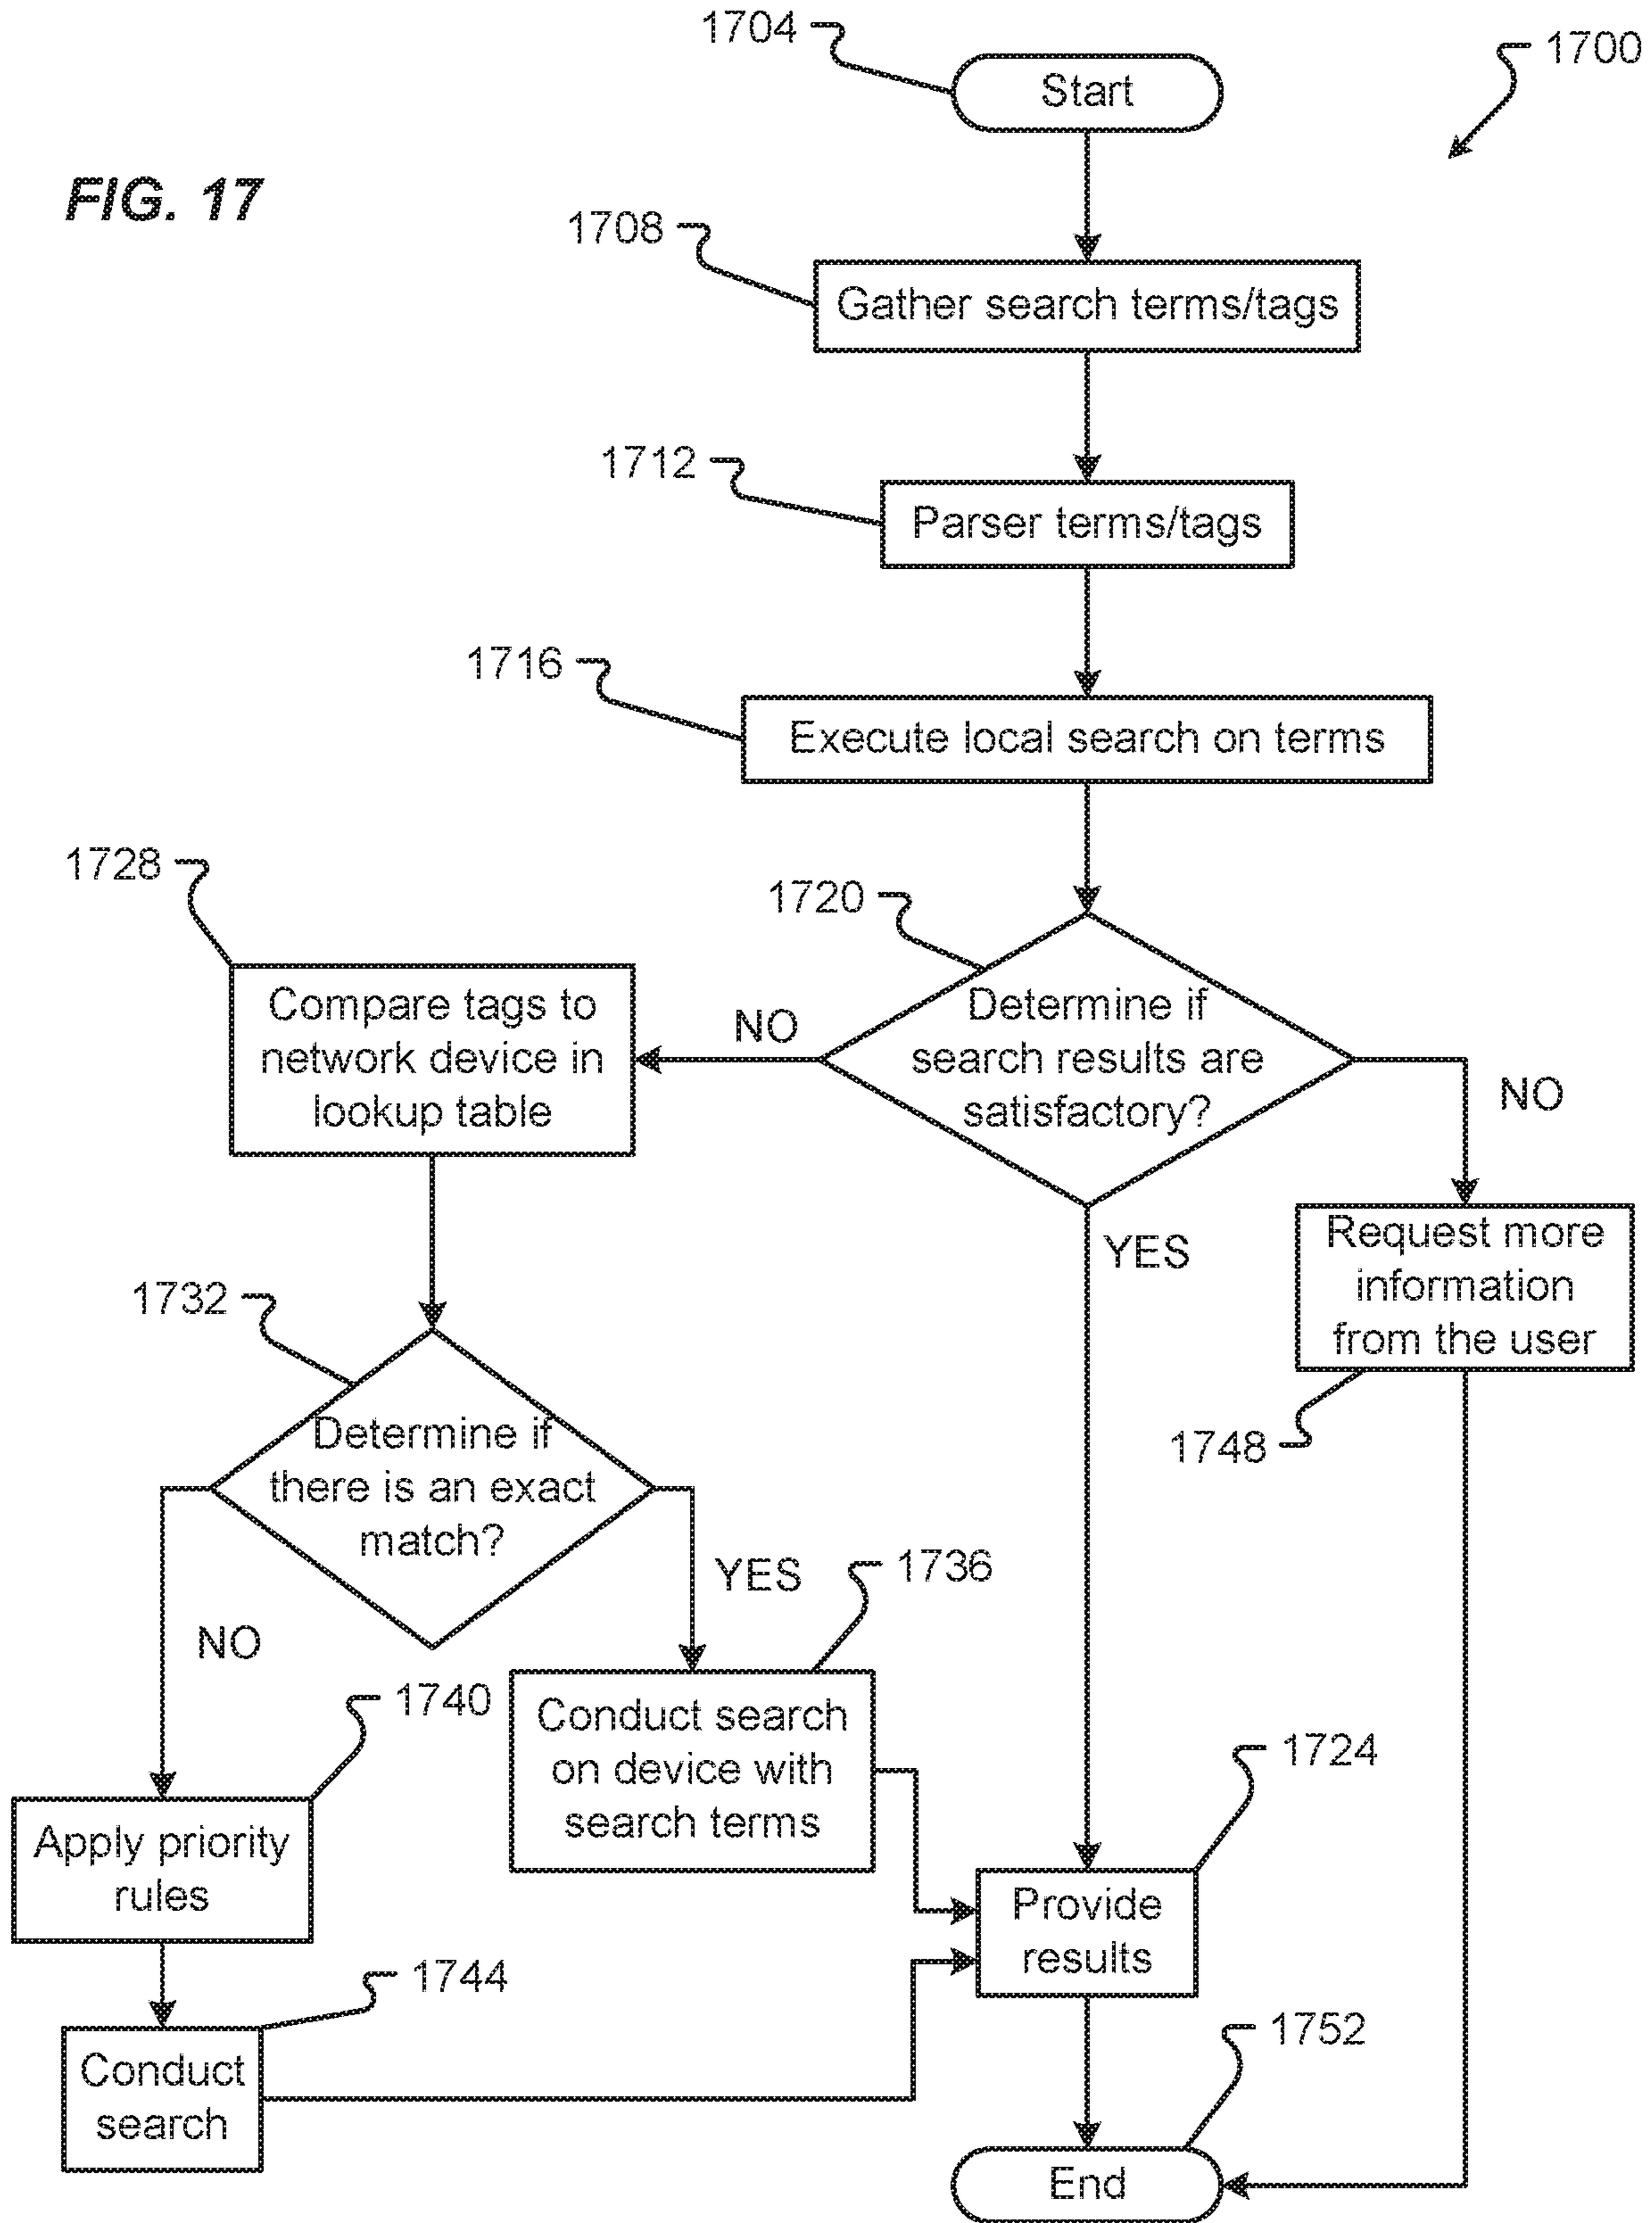 1704
Start
1700
FIG. 17
1708
Gather search terms/tags
1712
Parser terms/tags
1716
Execute local search on terms
1728
1720
Compare tags to
network device in
lookup table
NO
Determine if
search results are
satisfactory?
NO
YES
Request more
information
from the user
1748
1732
Determine if
there is an exact
match?
YES
1736
NO
1740
Conduct search
on device with
search terms
1724
Apply priority
rules
Provide
results
1744
Conduct
search
1752
End